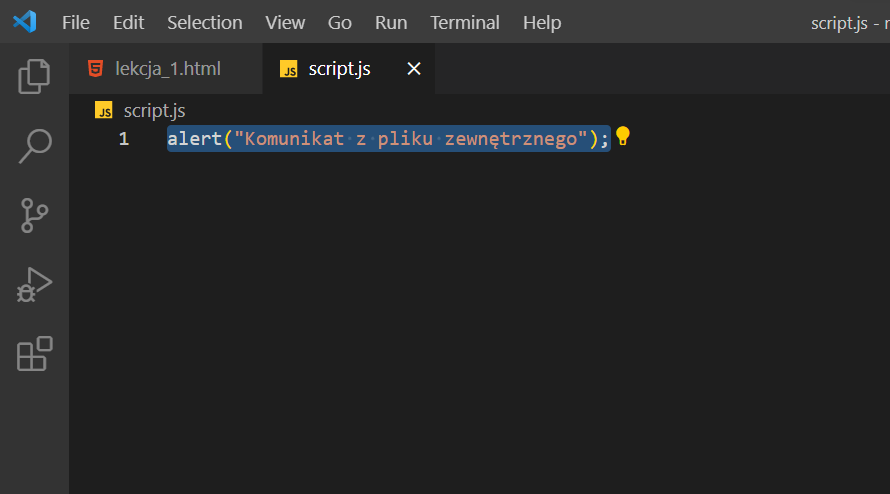 File Edit Selection View Go Run Terminal Help script.js -
lekcja_1.html JS script.js
JS script.js
1 alert("Komunikat z pliku zewnętrznego");